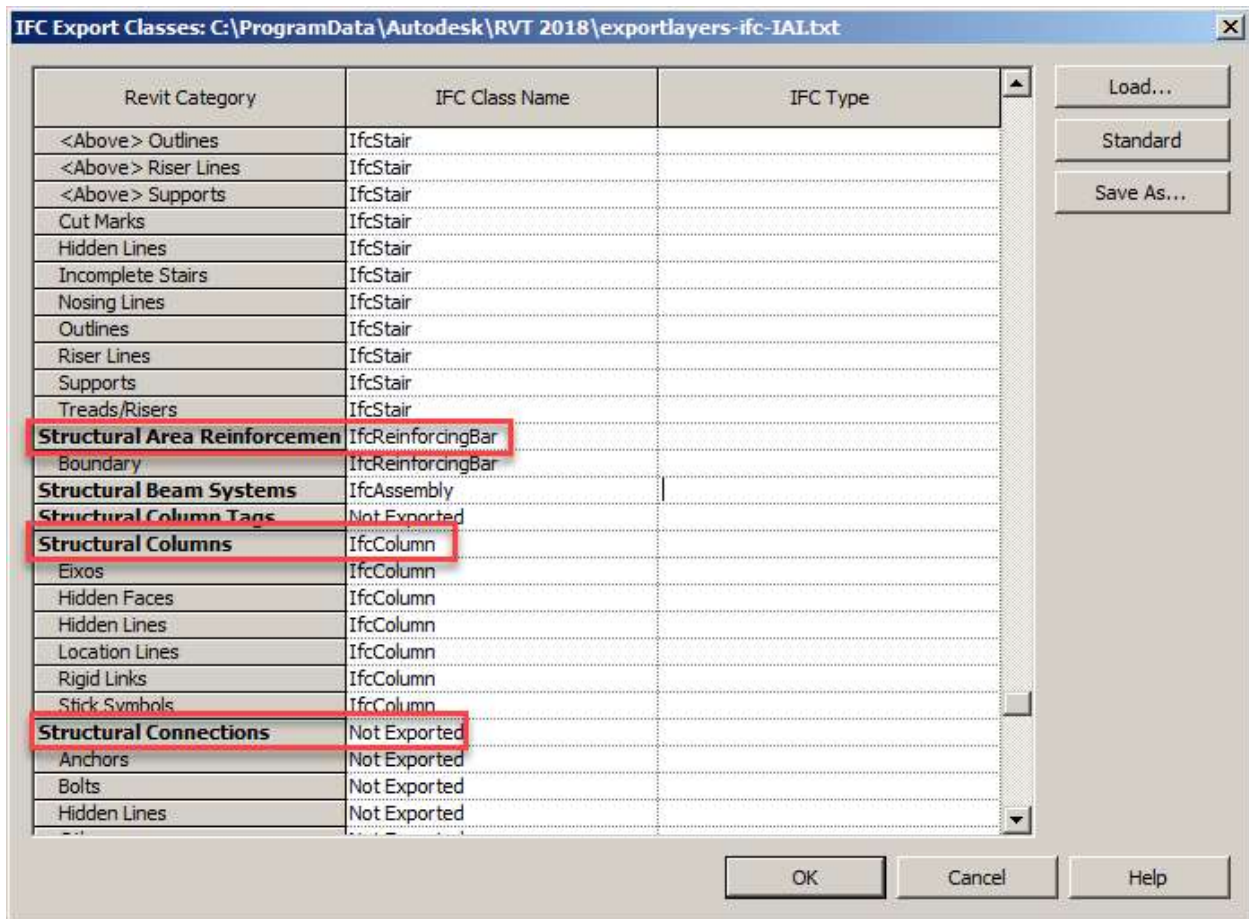 IFC Export Classes: C:\ProgramData\Autodesk\RVT 2018\exportlayers-ifc-IAI.txt
Revit Category IFC Class Name IFC Type
<Above> Outlines IfcStair
<Above> Riser Lines IfcStair
<Above> Supports IfcStair
Cut Marks IfcStair
Hidden Lines IfcStair
Incomplete Stairs IfcStair
Nosing Lines IfcStair
Outlines IfcStair
Riser Lines IfcStair
Supports IfcStair
Treads/Risers IfcStair
Structural Area Reinforcemen IfcReinforcingBar
Boundary IfcReinforcingBar
Structural Beam Systems IfcAssembly
Structural Column Tags Not Exported
Structural Columns IfcColumn
Eixos IfcColumn
Hidden Faces IfcColumn
Hidden Lines IfcColumn
Location Lines IfcColumn
Rigid Links IfcColumn
Stick Symbols IfcColumn
Structural Connections Not Exported
Anchors Not Exported
Bolts Not Exported
Hidden Lines Not Exported
Load...
Standard
Save As...
OK Cancel Help